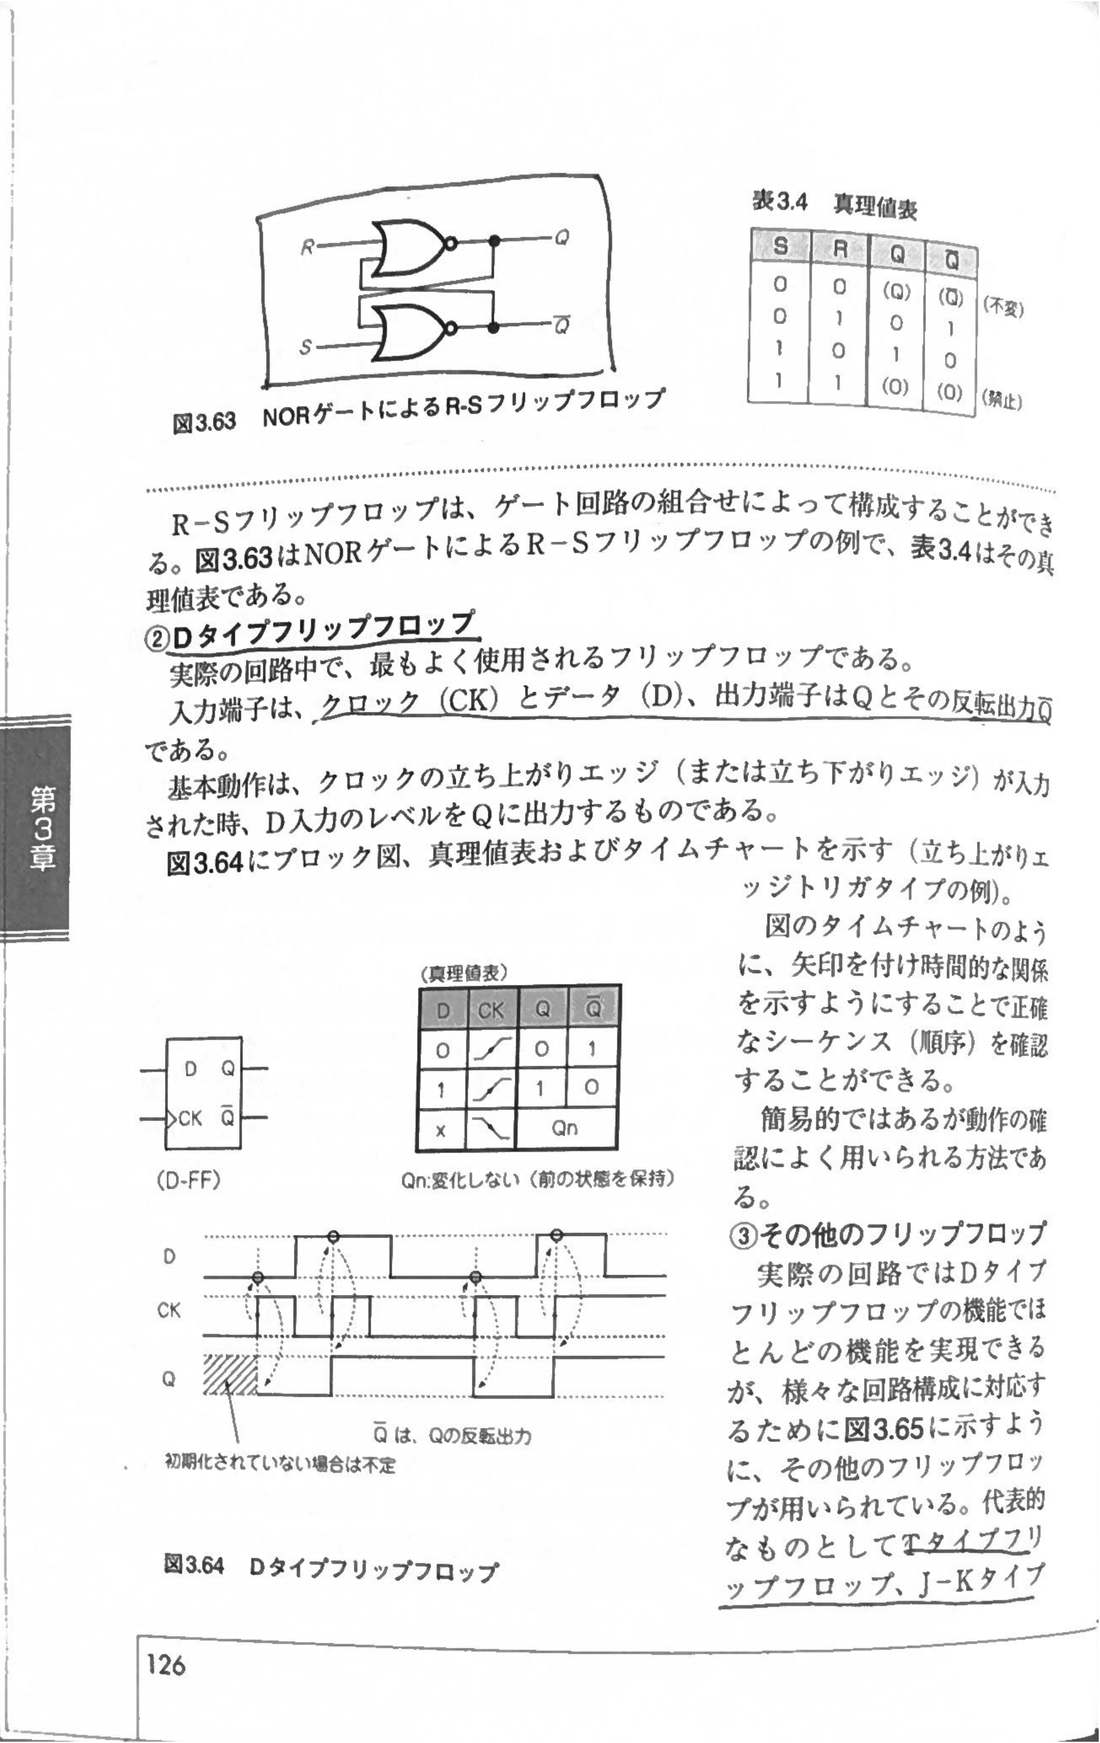 R
Q
S
Q̅
図3.63 NORゲートによるR-Sフリップフロップ
表3.4 真理値表
S R Q Q̅
0 0 (Q) (Q̅) (不変)
0 1 0 1
1 0 1 0
1 1 (0) (0) (禁止)
R−Sフリップフロップは、ゲート回路の組合せによって構成することができ
る。図3.63はNORゲートによるR−Sフリップフロップの例で、表3.4はその真
理値表である。
②Dタイプフリップフロップ
実際の回路中で、最もよく使用されるフリップフロップである。
入力端子は、クロック（CK）とデータ（D）、出力端子はQとその反転出力Q̅
である。
基本動作は、クロックの立ち上がりエッジ（または立ち下がりエッジ）が入力
された時、D入力のレベルをQに出力するものである。
図3.64にブロック図、真理値表およびタイムチャートを示す（立ち上がりエ
ッジトリガタイプの例）。
図のタイムチャートのよう
に、矢印を付け時間的な関係
を示すようにすることで正確
なシーケンス（順序）を確認
することができる。
簡易的ではあるが動作の確
認によく用いられる方法であ
る。
③その他のフリップフロップ
実際の回路ではDタイプ
フリップフロップの機能でほ
とんどの機能を実現できる
が、様々な回路構成に対応す
るために図3.65に示すよう
に、その他のフリップフロッ
プが用いられている。代表的
なものとしてTタイプフリ
ップフロップ、J−Kタイプ
(真理値表)
D CK Q Q̅
0 0 1
1 1 0
x Qn
Qn:変化しない（前の状態を保持）
D Q
CK Q̅
(D-FF)
D
CK
Q
Q̅ は、Qの反転出力
初期化されていない場合は不定
図3.64 Dタイプフリップフロップ
第3章
126